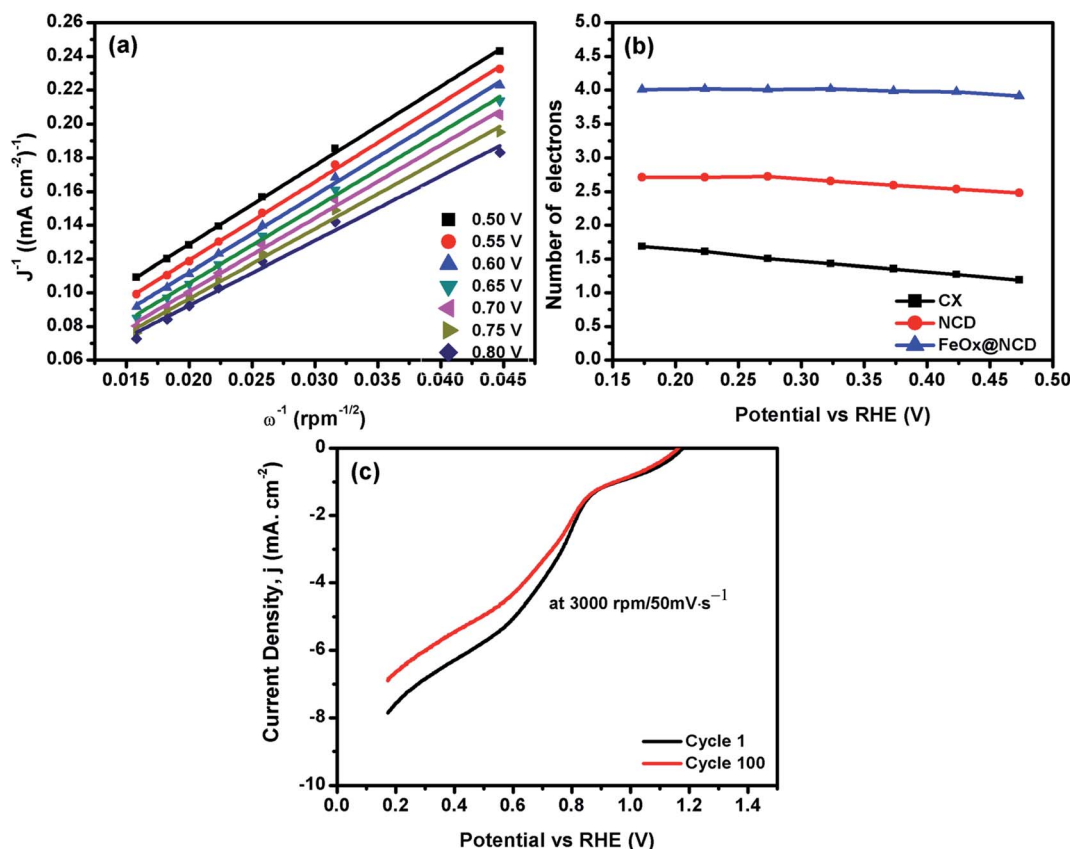 (a)
0.26
0.24
0.22
0.20
0.18
0.16
0.14
0.12
0.10
0.08
0.06
J⁻¹ ((mA cm⁻²)⁻¹)
0.50 V
0.55 V
0.60 V
0.65 V
0.70 V
0.75 V
0.80 V
0.015 0.020 0.025 0.030 0.035 0.040 0.045
ω⁻¹ (rpm⁻¹/²)
(b)
5.0
4.5
4.0
3.5
3.0
2.5
2.0
1.5
1.0
0.5
0.0
Number of electrons
CX
NCD
FeOx@NCD
0.15 0.20 0.25 0.30 0.35 0.40 0.45 0.50
Potential vs RHE (V)
(c)
0
-2
-4
-6
-8
-10
Current Density, j (mA. cm⁻²)
at 3000 rpm/50mV·s⁻¹
Cycle 1
Cycle 100
0.0 0.2 0.4 0.6 0.8 1.0 1.2 1.4
Potential vs RHE (V)